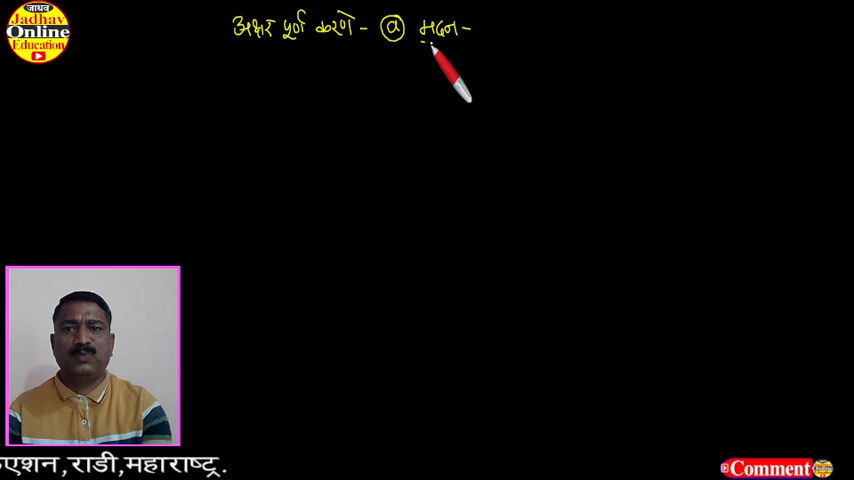 जाधव
Jadhav
Online
Education
अक्षर पूर्ण करणे - (a) मदन -
एशन,राडी,महाराष्ट्र.
Comment